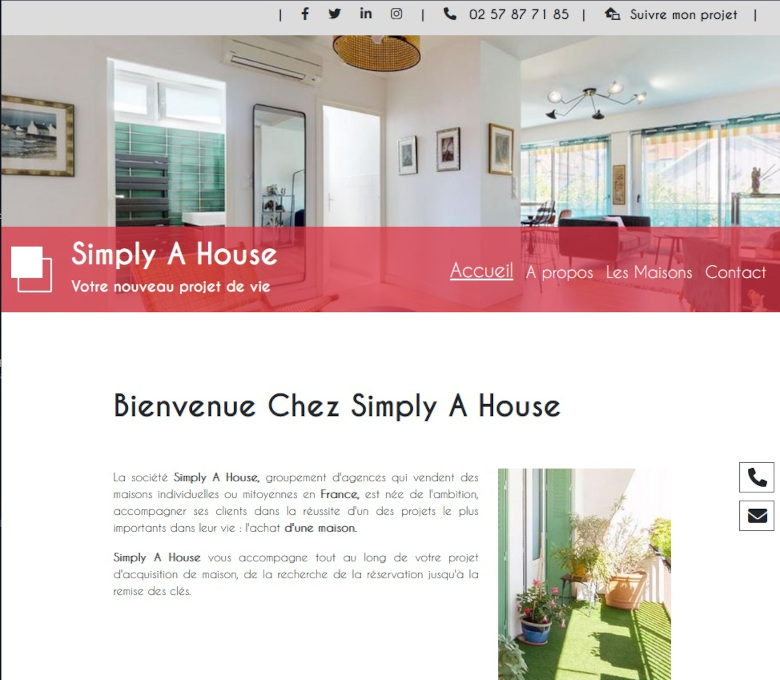 | | 02 57 87 71 85 | Suivre mon projet |
Simply A House
Votre nouveau projet de vie
Accueil A propos Les Maisons Contact
Bienvenue Chez Simply A House
La société Simply A House, groupement d'agences qui vendent des
maisons individuelles ou mitoyennes en France, est née de l'ambition,
accompagner ses clients dans la réussite d'un des projets le plus
importants dans leur vie : l'achat d'une maison.
Simply A House vous accompagne tout au long de votre projet
d'acquisition de maison, de la recherche de la réservation jusqu'à la
remise des clés.